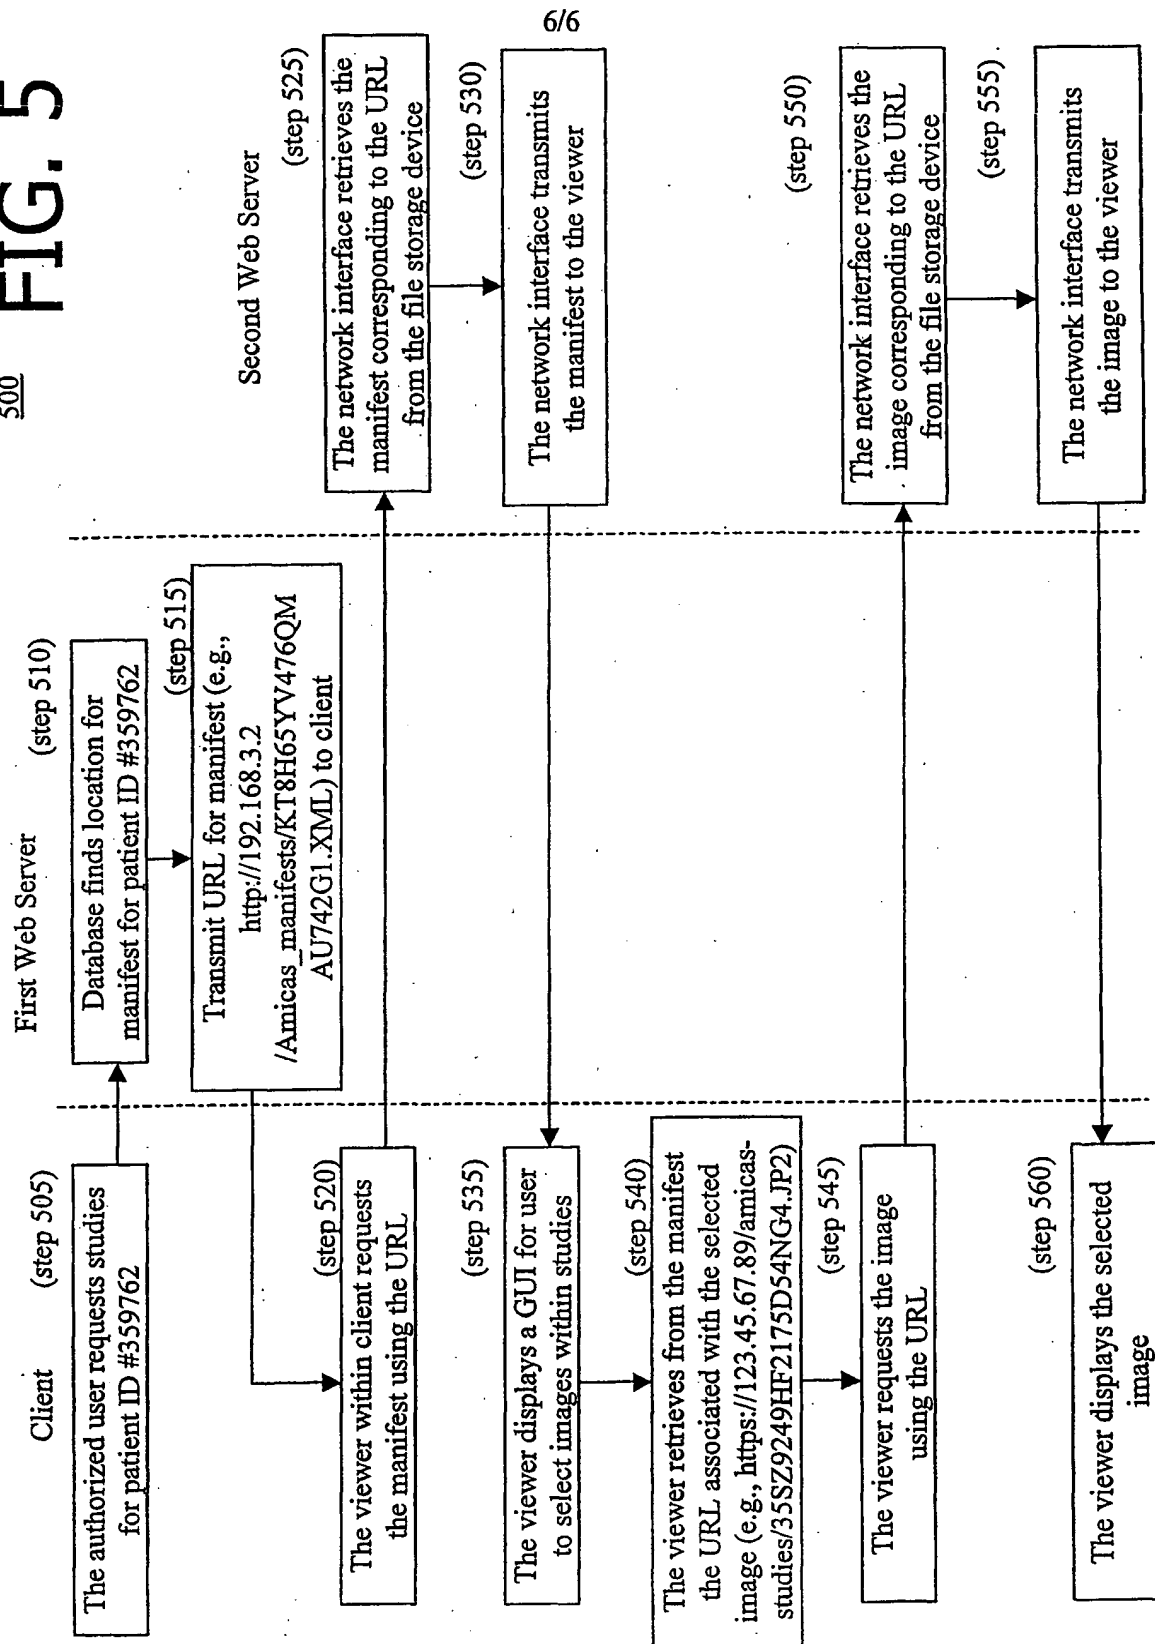 6/6
500
FIG. 5
Client
First Web Server
Second Web Server
(step 505)
The authorized user requests studies
for patient ID #359762
(step 510)
Database finds location for
manifest for patient ID #359762
(step 515)
Transmit URL for manifest (e.g.,
http://192.168.3.2
/Amicas_manifests/KT8H65YV476QM
AU742G1.XML) to client
(step 520)
The viewer within client requests
the manifest using the URL
(step 525)
The network interface retrieves the
manifest corresponding to the URL
from the file storage device
(step 530)
The network interface transmits
the manifest to the viewer
(step 535)
The viewer displays a GUI for user
to select images within studies
(step 540)
The viewer retrieves from the manifest
the URL associated with the selected
image (e.g., https://123.45.67.89/amicas-
studies/35SZ9249HF2175D54NG4.JP2)
(step 545)
The viewer requests the image
using the URL
(step 550)
The network interface retrieves the
image corresponding to the URL
from the file storage device
(step 555)
The network interface transmits
the image to the viewer
(step 560)
The viewer displays the selected
image